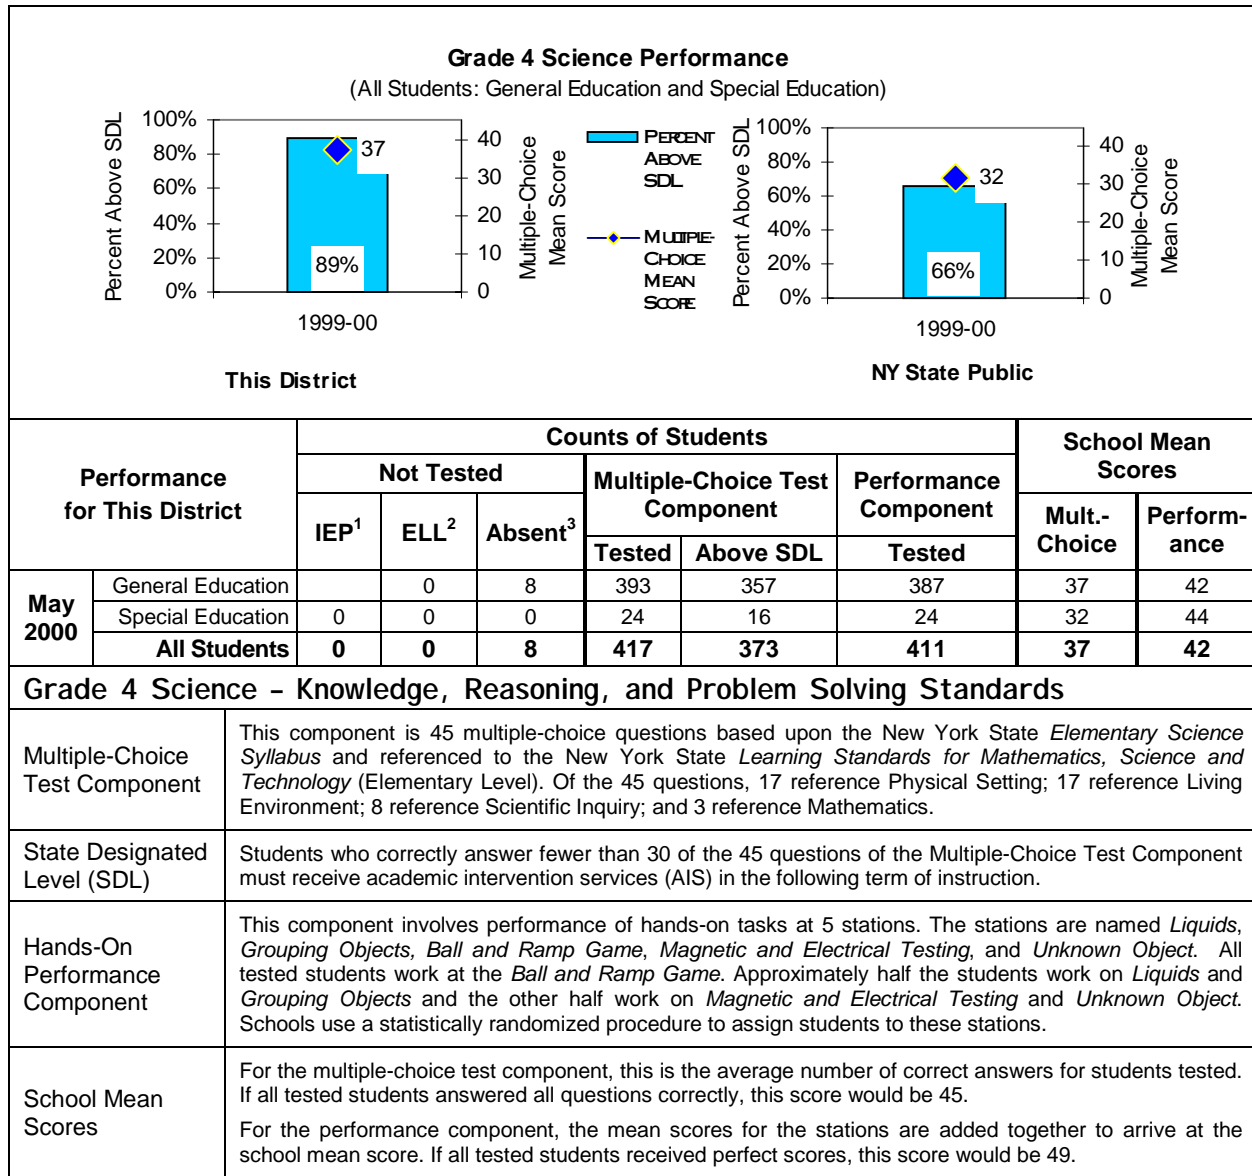 Grade 4 Science Performance
(All Students: General Education and Special Education)
Percent Above SDL
100%
80%
60%
40%
20%
0%
37
89%
40
30
20
10
0
Multiple-Choice
Mean Score
1999-00
This District
PERCENT
ABOVE
SDL
MULTIPLE-
CHOICE
MEAN
SCORE
Percent Above SDL
100%
80%
60%
40%
20%
0%
32
66%
40
30
20
10
0
Multiple-Choice
Mean Score
1999-00
NY State Public
Performance
for This District
Counts of Students
School Mean
Scores
Not Tested
Multiple-Choice Test
Component
Performance
Component
IEP1 ELL2 Absent3
Tested Above SDL Tested
Mult.-
Choice
Perform-
ance
May
2000
General Education 0 8 393 357 387 37 42
Special Education 0 0 0 24 16 24 32 44
All Students 0 0 8 417 373 411 37 42
Grade 4 Science – Knowledge, Reasoning, and Problem Solving Standards
Multiple-Choice
Test Component
This component is 45 multiple-choice questions based upon the New York State Elementary Science
Syllabus and referenced to the New York State Learning Standards for Mathematics, Science and
Technology (Elementary Level). Of the 45 questions, 17 reference Physical Setting; 17 reference Living
Environment; 8 reference Scientific Inquiry; and 3 reference Mathematics.
State Designated
Level (SDL)
Students who correctly answer fewer than 30 of the 45 questions of the Multiple-Choice Test Component
must receive academic intervention services (AIS) in the following term of instruction.
Hands-On
Performance
Component
This component involves performance of hands-on tasks at 5 stations. The stations are named Liquids,
Grouping Objects, Ball and Ramp Game, Magnetic and Electrical Testing, and Unknown Object. All
tested students work at the Ball and Ramp Game. Approximately half the students work on Liquids and
Grouping Objects and the other half work on Magnetic and Electrical Testing and Unknown Object.
Schools use a statistically randomized procedure to assign students to these stations.
School Mean
Scores
For the multiple-choice test component, this is the average number of correct answers for students tested.
If all tested students answered all questions correctly, this score would be 45.
For the performance component, the mean scores for the stations are added together to arrive at the
school mean score. If all tested students received perfect scores, this score would be 49.